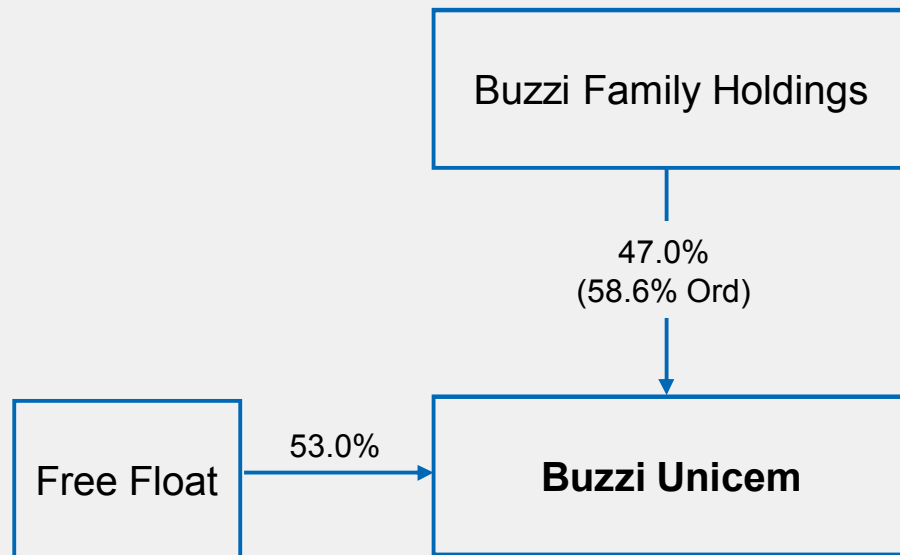 Buzzi Family Holdings
47.0%
(58.6% Ord)
53.0%
Free Float
Buzzi Unicem